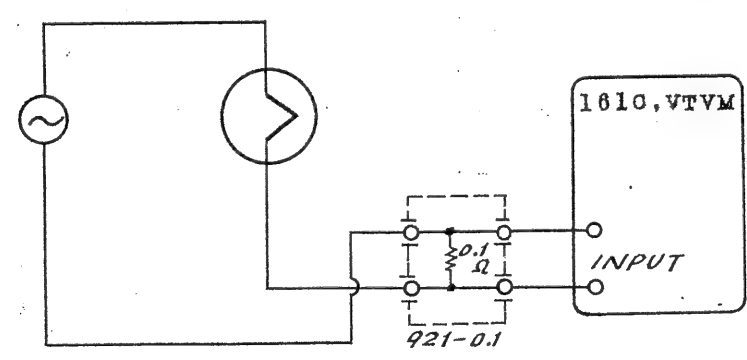 1610, VTVM
0.1
Ω
INPUT
921-0.1